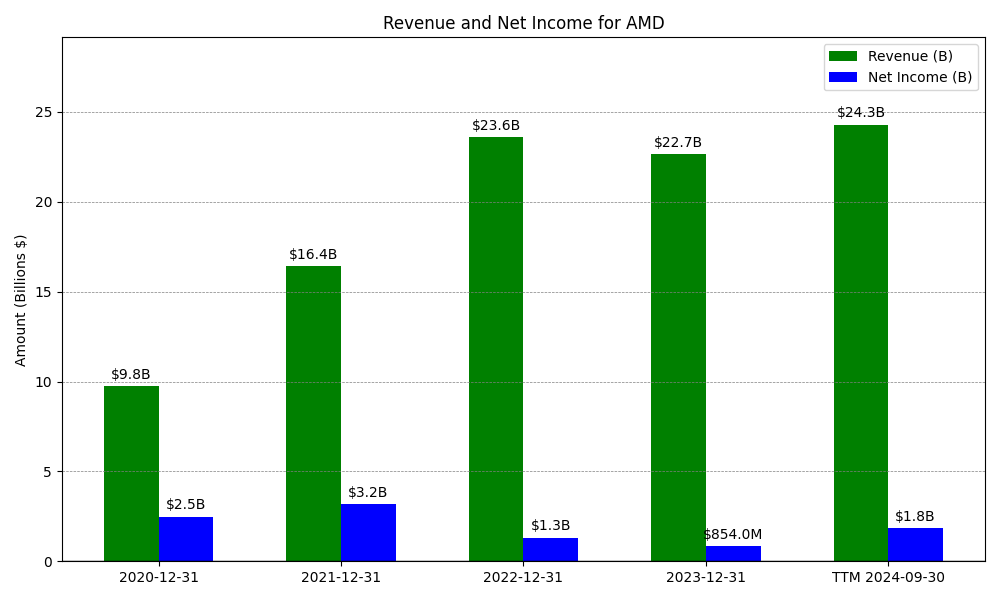 Revenue and Net Income for AMD
Revenue (B)
Net Income (B)
Amount (Billions $)
25
20
15
10
5
0
$9.8B
$2.5B
$16.4B
$3.2B
$23.6B
$1.3B
$22.7B
$854.0M
$24.3B
$1.8B
2020-12-31
2021-12-31
2022-12-31
2023-12-31
TTM 2024-09-30